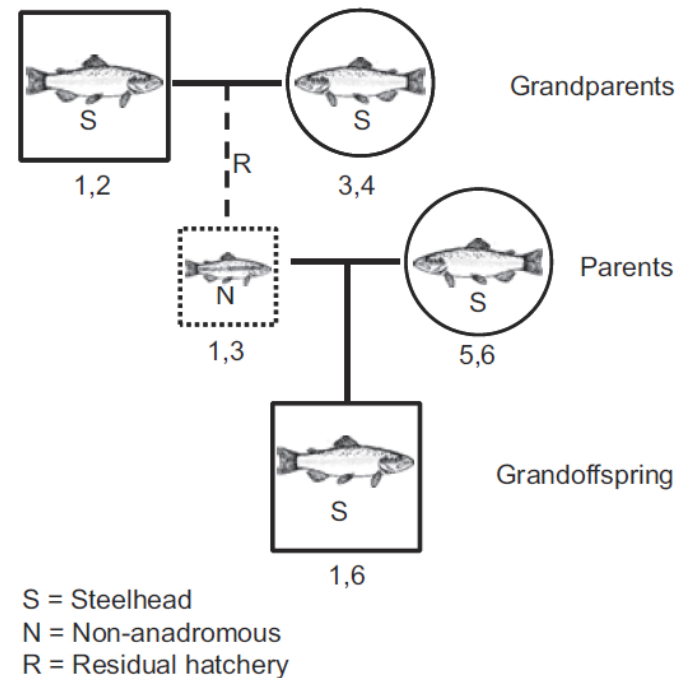 Grandparents
S
S
R
1,2
3,4
Parents
N
S
1,3
5,6
Grandoffspring
S
1,6
S = Steelhead
N = Non-anadromous
R = Residual hatchery